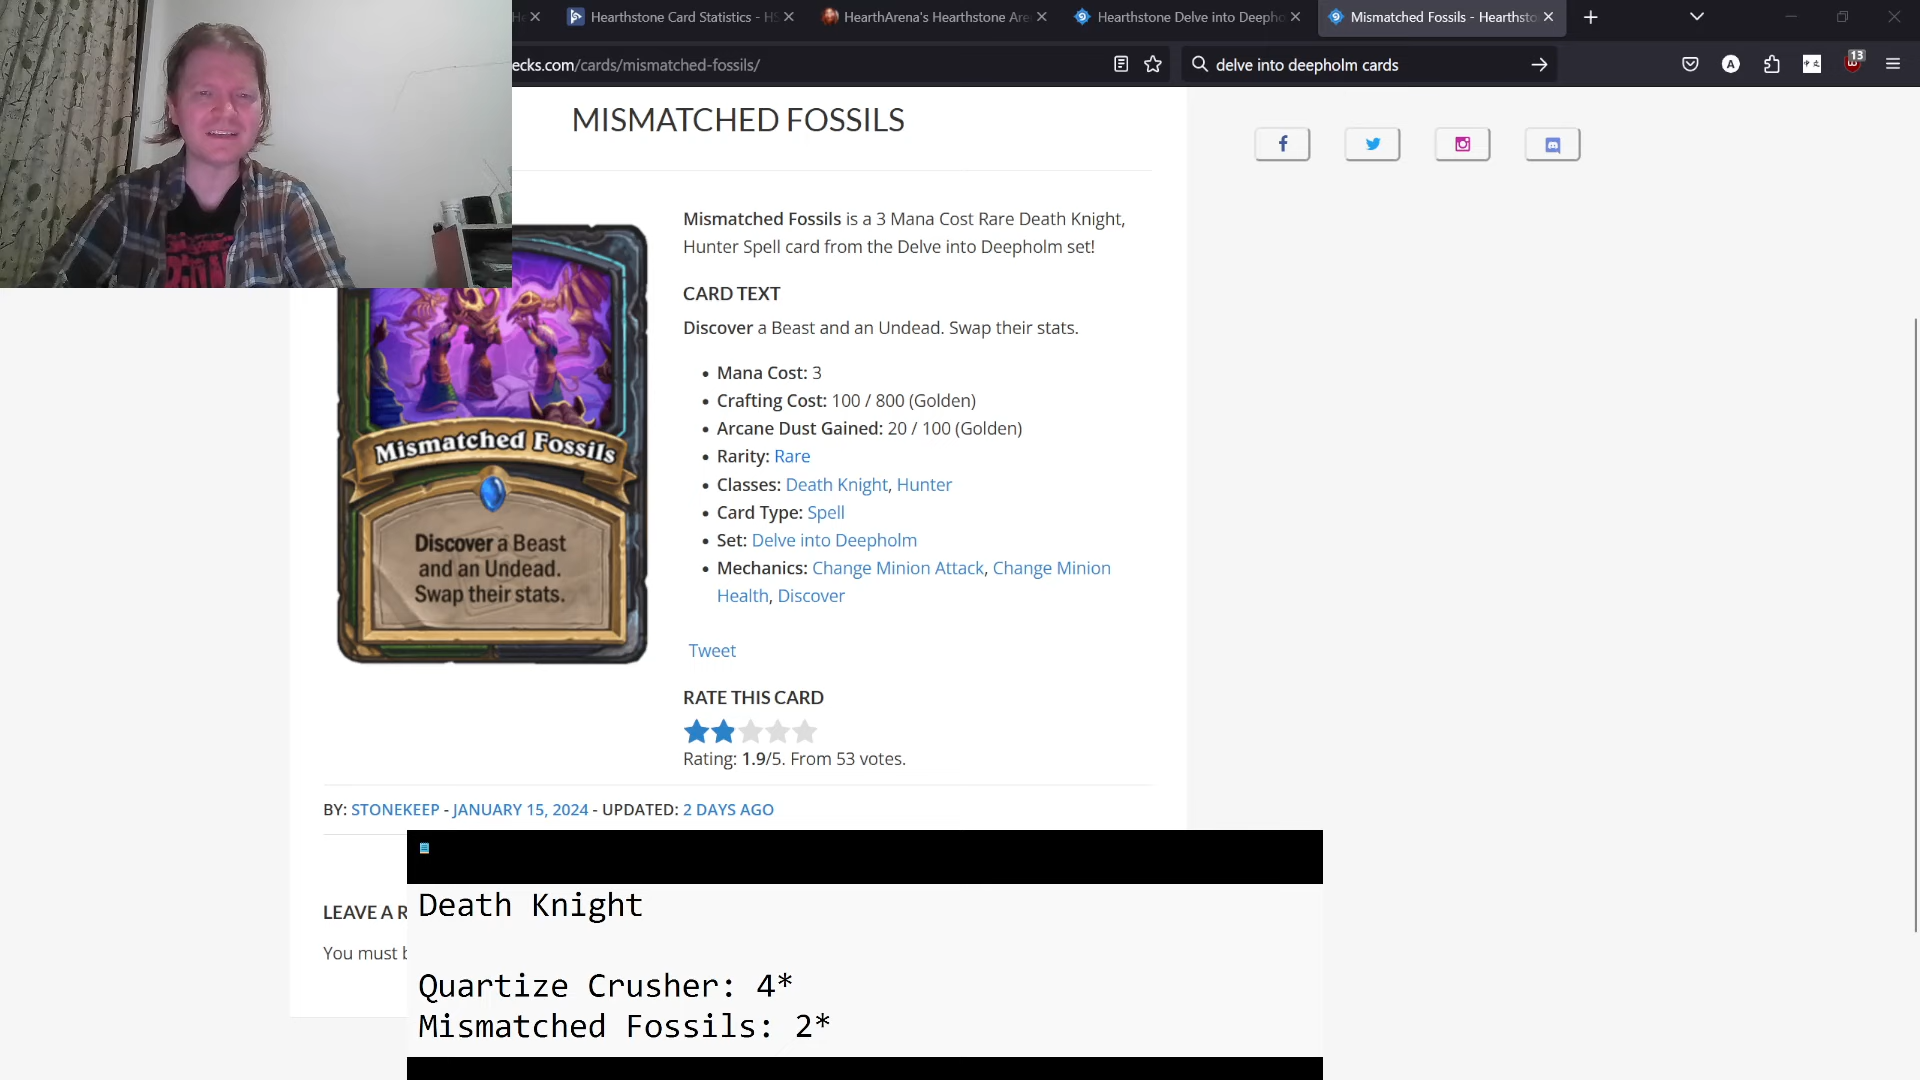 Hearthstone Card Statistics - HS
HearthArena's Hearthstone Are
Hearthstone Delve into Deepho
Mismatched Fossils - Hearthsto
ecks.com/cards/mismatched-fossils/
delve into deepholm cards
A
13
MISMATCHED FOSSILS
Mismatched Fossils is a 3 Mana Cost Rare Death Knight,
Hunter Spell card from the Delve into Deepholm set!
CARD TEXT
Discover a Beast and an Undead. Swap their stats.
Mana Cost: 3
Crafting Cost: 100 / 800 (Golden)
Arcane Dust Gained: 20 / 100 (Golden)
Rarity: Rare
Classes: Death Knight, Hunter
Card Type: Spell
Set: Delve into Deepholm
Mechanics: Change Minion Attack, Change Minion
Health, Discover
Mismatched Fossils
Discover a Beast
and an Undead.
Swap their stats.
Tweet
RATE THIS CARD
Rating: 1.9/5. From 53 votes.
BY: STONEKEEP - JANUARY 15, 2024 - UPDATED: 2 DAYS AGO
LEAVE A R
You must b
Death Knight
Quartize Crusher: 4*
Mismatched Fossils: 2*